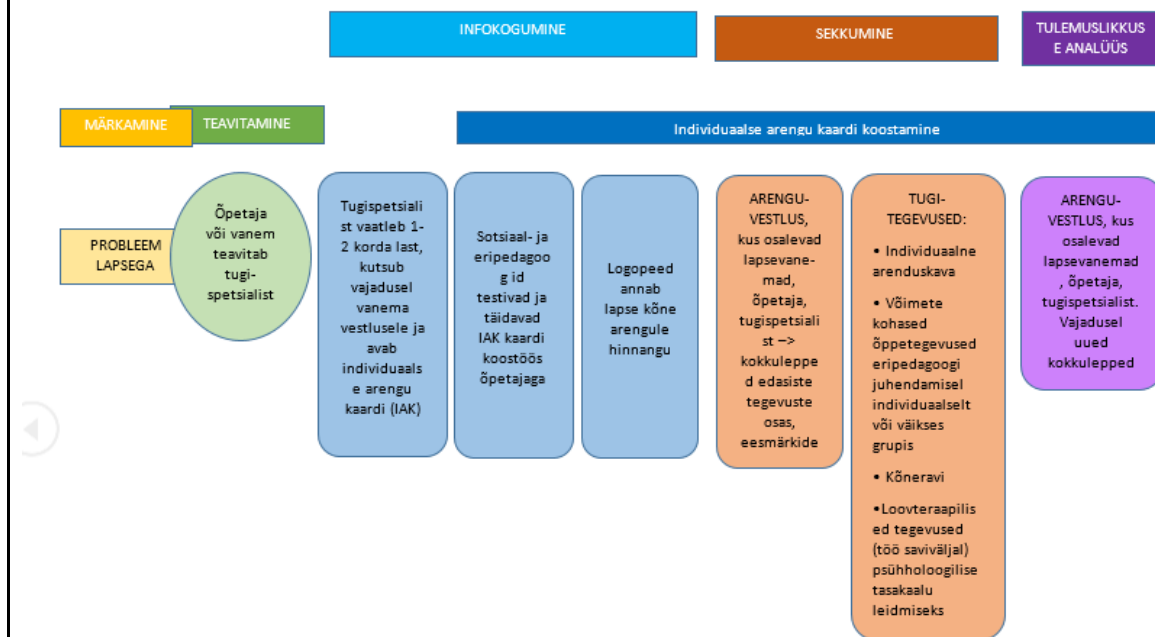 INFOKOGUMINE
SEKKUMINE
TULEMUSLIKKUS
E ANALÜÜS
MÄRKAMINE
TEAVITAMINE
Individuaalse arengu kaardi koostamine
PROBLEEM
LAPSEGA
Õpetaja
või vanem
teavitab
tugi-
spetsialist
Tugispetsiali
st vaatleb 1-
2 korda last,
kutsub
vajadusel
vanema
vestlusele ja
avab
individuaals
e arengu
kaardi (IAK)
Sotsiaal- ja
eripedagoo
g id
testivad ja
täidavad
IAK kaardi
koostöös
õpetajaga
Logopeed
annab
lapse kõne
arengule
hinnangu
ARENGU-
VESTLUS,
kus osalevad
lapsevane-
mad,
õpetaja,
tugispetsiali
st –>
kokkuleppe
d edasiste
tegevuste
osas,
eesmärkide
TUGI-
TEGEVUSED:
• Individuaalne
arenduskava
• Võimete
kohased
õppetegevused
eripedagoogi
juhendamisel
individuaalselt
või väikses
grupis
• Kõneravi
•Loovteraapilis
ed tegevused
(töö saviväljal)
psühholoogilise
tasakaalu
leidmiseks
ARENGU-
VESTLUS, kus
osalevad
lapsevanemad
, õpetaja,
tugispetsialist.
Vajadusel
uued
kokkulepped